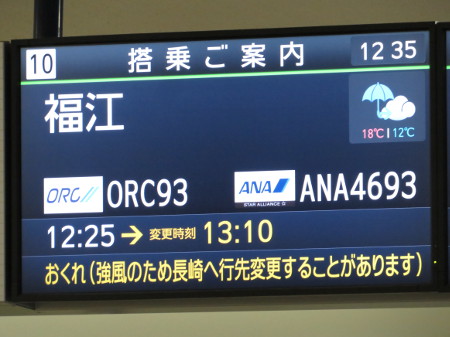 10 搭乗ご案内 12 35
福江
18℃ | 12℃
ORC ORC93 ANA STAR ALLIANCE ANA4693
12:25 → 変更時刻 13:10
おくれ(強風のため長崎へ行先変更することがあります)